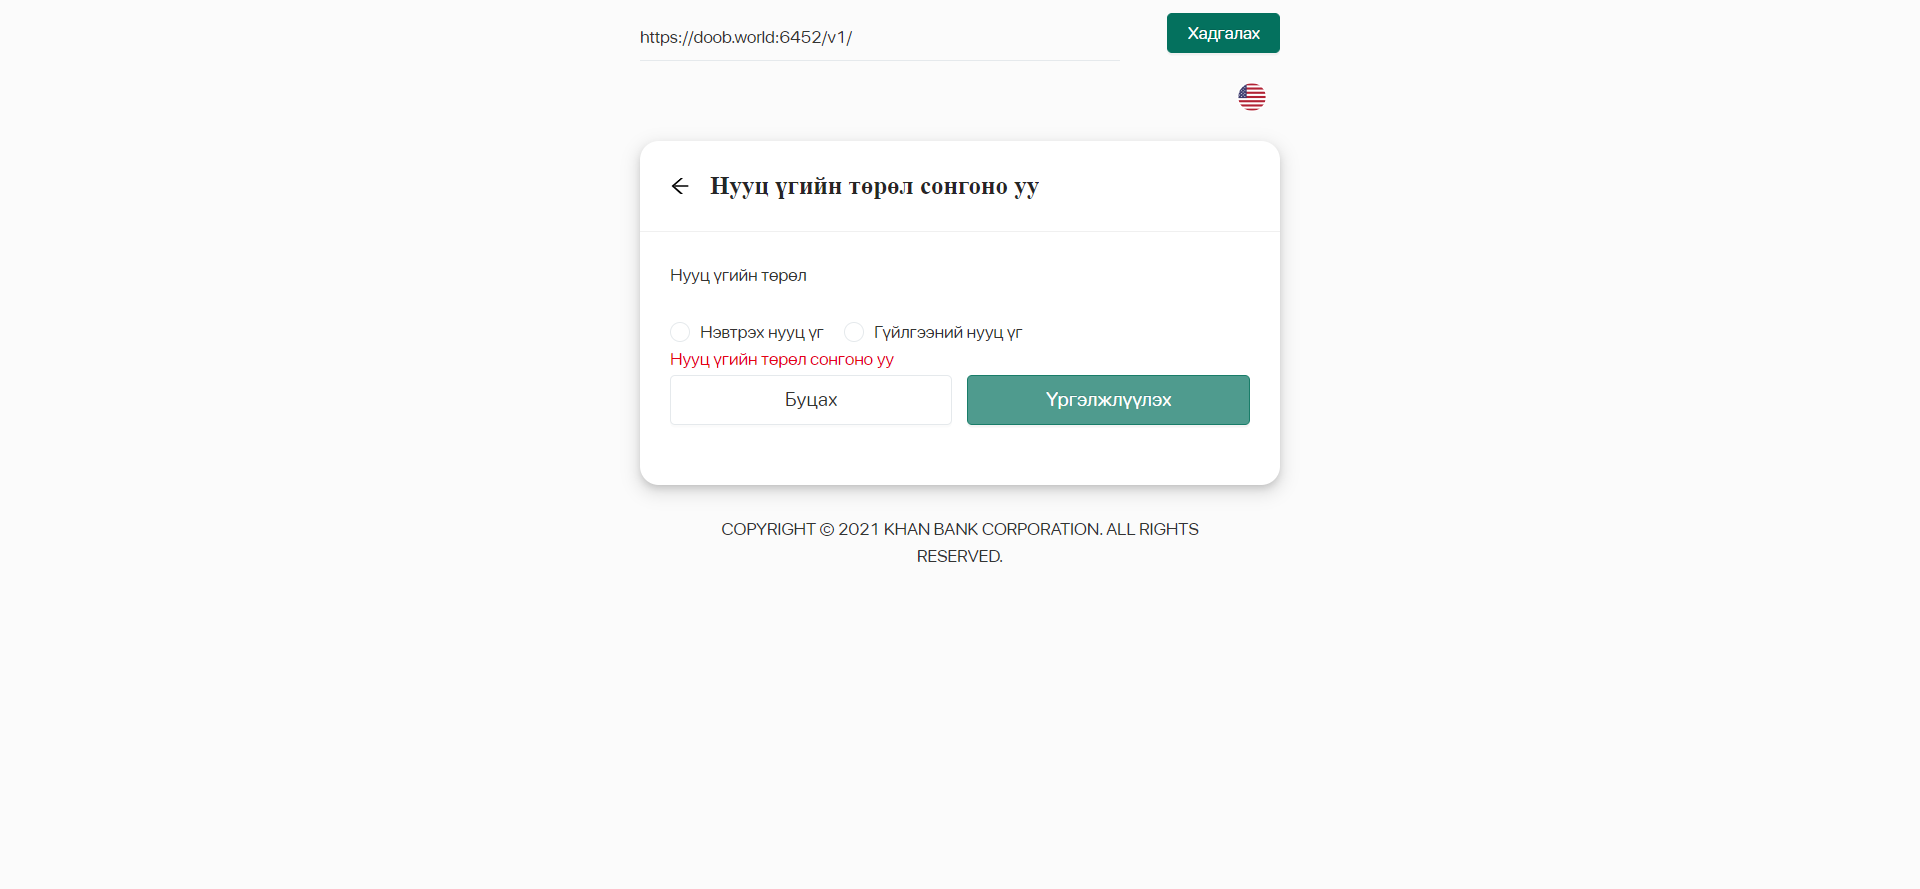 https://doob.world:6452/v1/
Хадгалах
Нууц үгийн төрөл сонгоно уу
Нууц үгийн төрөл
Нэвтрэх нууц үг
Гүйлгээний нууц үг
Нууц үгийн төрөл сонгоно уу
Буцах
Үргэлжлүүлэх
COPYRIGHT © 2021 KHAN BANK CORPORATION. ALL RIGHTS
RESERVED.